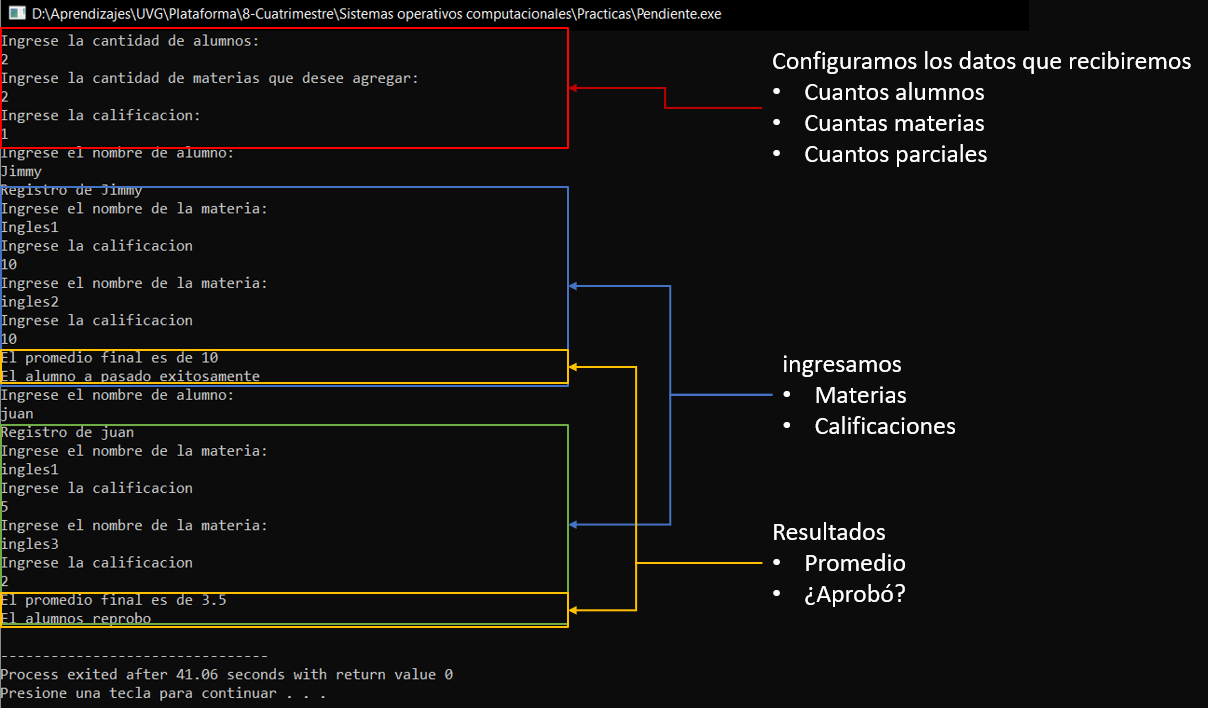 D:\Aprendizajes\UVG\Plataforma\8-Cuatrimestre\Sistemas operativos computacionales\Practicas\Pendiente.exe
Ingrese la cantidad de alumnos:
2
Ingrese la cantidad de materias que desee agregar:
2
Ingrese la calificacion:
1
Ingrese el nombre de alumno:
Jimmy
Registro de Jimmy
Ingrese el nombre de la materia:
Ingles1
Ingrese la calificacion
10
Ingrese el nombre de la materia:
ingles2
Ingrese la calificacion
10
El promedio final es de 10
El alumno a pasado exitosamente
Ingrese el nombre de alumno:
juan
Registro de juan
Ingrese el nombre de la materia:
ingles1
Ingrese la calificacion
5
Ingrese el nombre de la materia:
ingles3
Ingrese la calificacion
2
El promedio final es de 3.5
El alumnos reprobo
--------------------------------
Process exited after 41.06 seconds with return value 0
Presione una tecla para continuar . . .
Configuramos los datos que recibiremos
• Cuantos alumnos
• Cuantas materias
• Cuantos parciales
ingresamos
• Materias
• Calificaciones
Resultados
• Promedio
• ¿Aprobó?